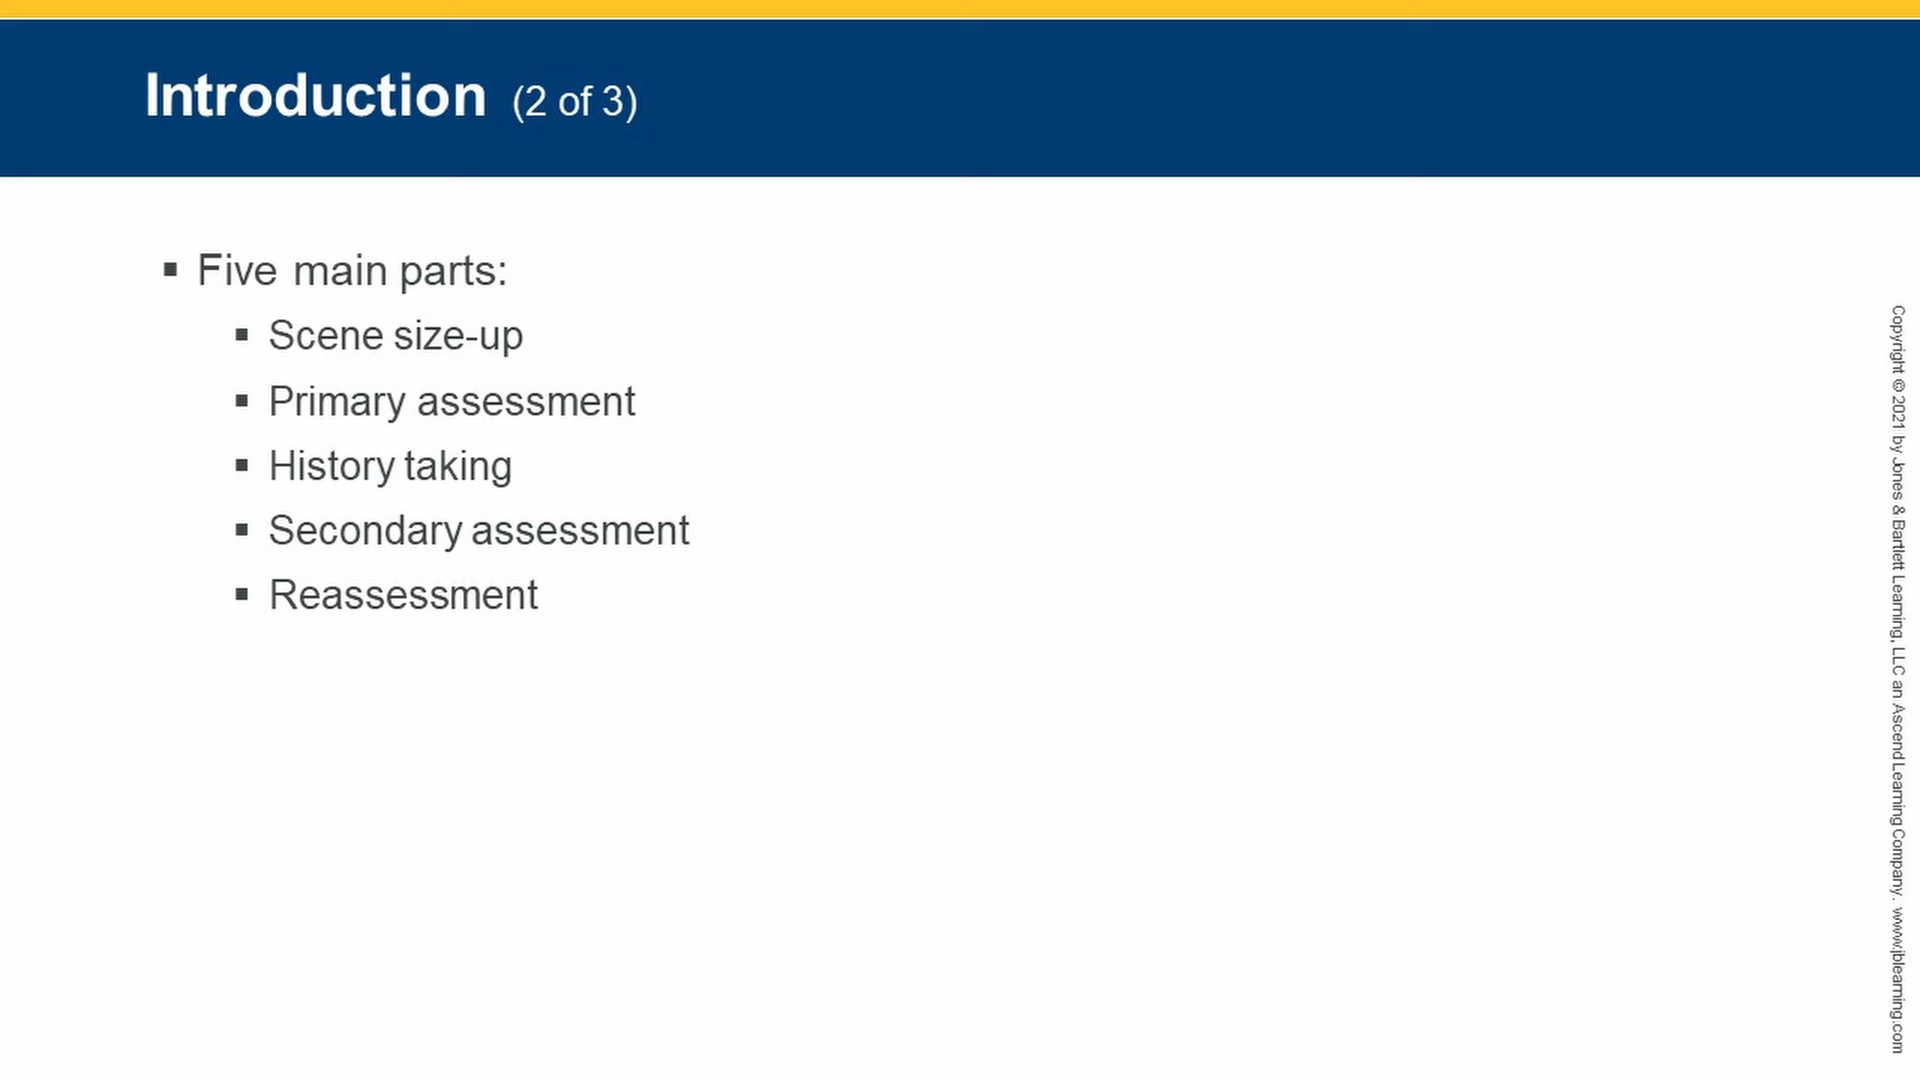 Introduction (2 of 3)
▪ Five main parts:
▪ Scene size-up
▪ Primary assessment
▪ History taking
▪ Secondary assessment
▪ Reassessment
Copyright © 2021 by Jones & Bartlett Learning, LLC an Ascend Learning Company. www.jblearning.com